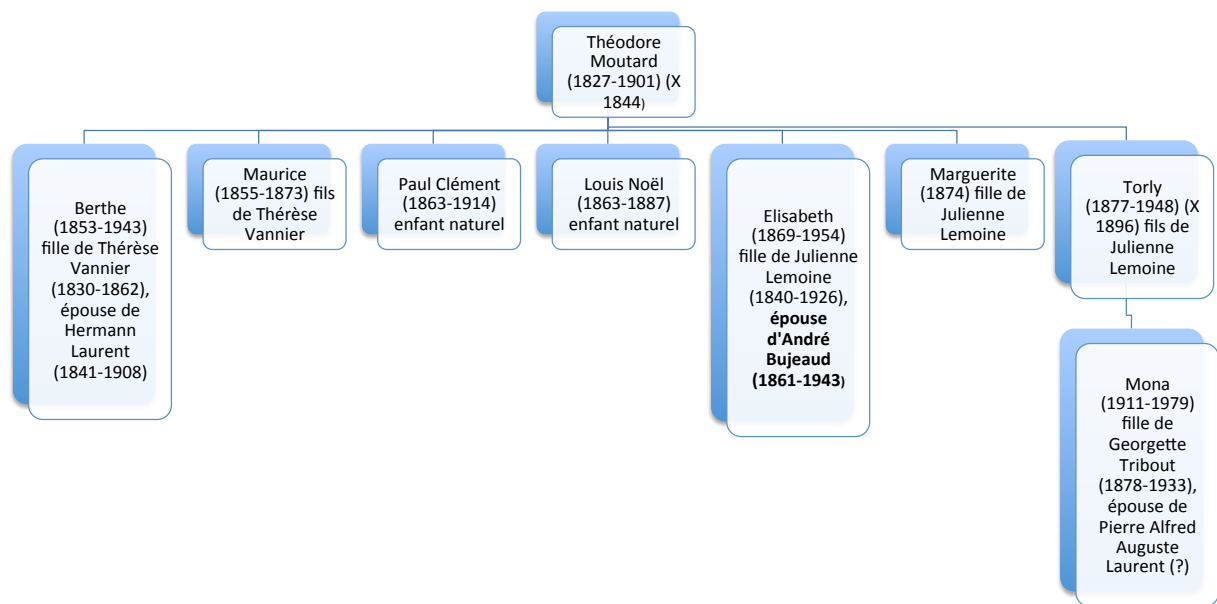 Théodore
Moutard
(1827-1901) (X
1844)
Berthe
(1853-1943)
fille de Thérèse
Vannier
(1830-1862),
épouse de
Hermann
Laurent
(1841-1908)
Maurice
(1855-1873) fils
de Thérèse
Vannier
Paul Clément
(1863-1914)
enfant naturel
Louis Noël
(1863-1887)
enfant naturel
Elisabeth
(1869-1954)
fille de Julienne
Lemoine
(1840-1926),
épouse
d'André
Bujeaud
(1861-1943)
Marguerite
(1874) fille de
Julienne
Lemoine
Torly
(1877-1948) (X
1896) fils de
Julienne
Lemoine
Mona
(1911-1979)
fille de
Georgette
Tribout
(1878-1933),
épouse de
Pierre Alfred
Auguste
Laurent (?)